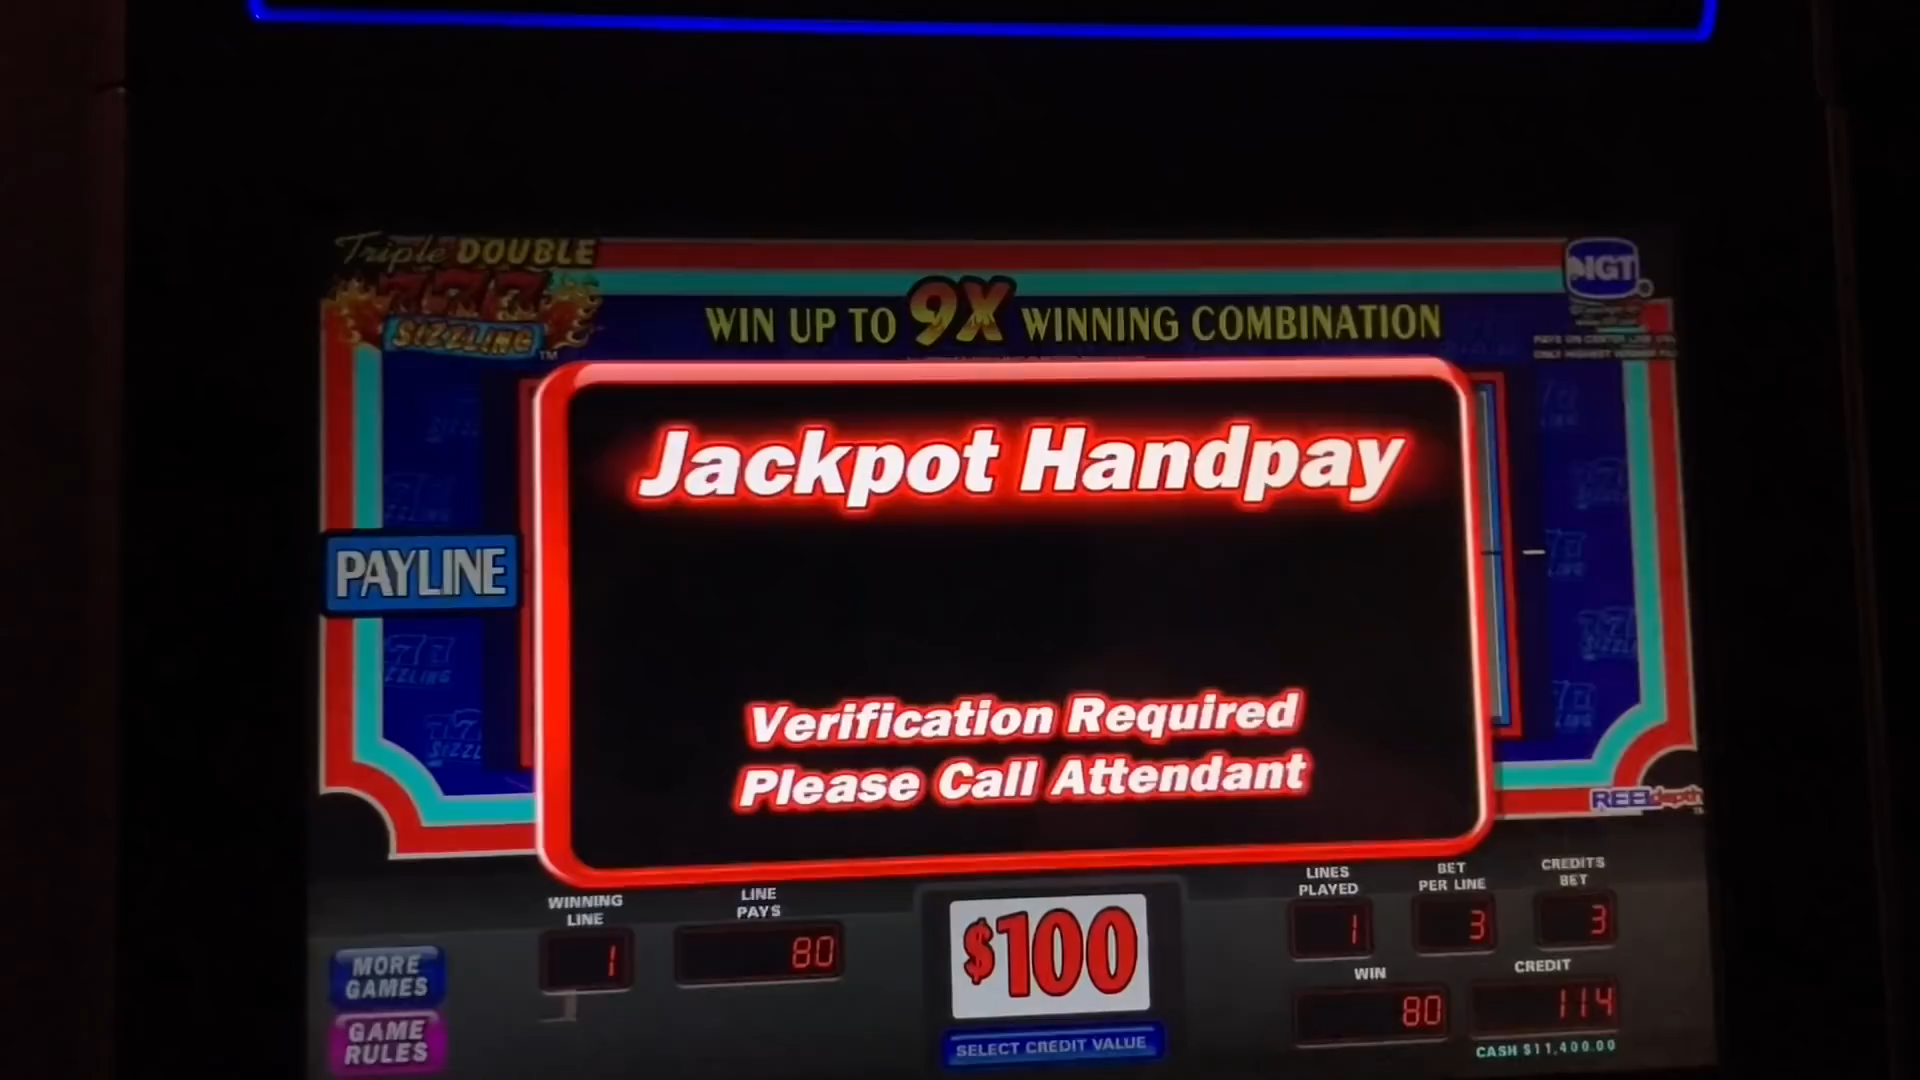 Triple DOUBLE
777
SIZZLING™
IGT
WIN UP TO 9X WINNING COMBINATION
Jackpot Handpay
PAYLINE
Verification Required
Please Call Attendant
REELdepth
WINNING
LINE
1
LINE
PAYS
80
$100
SELECT CREDIT VALUE
LINES
PLAYED
1
BET
PER LINE
3
CREDITS
BET
3
WIN
80
CREDIT
114
CASH $11,400.00
MORE
GAMES
GAME
RULES